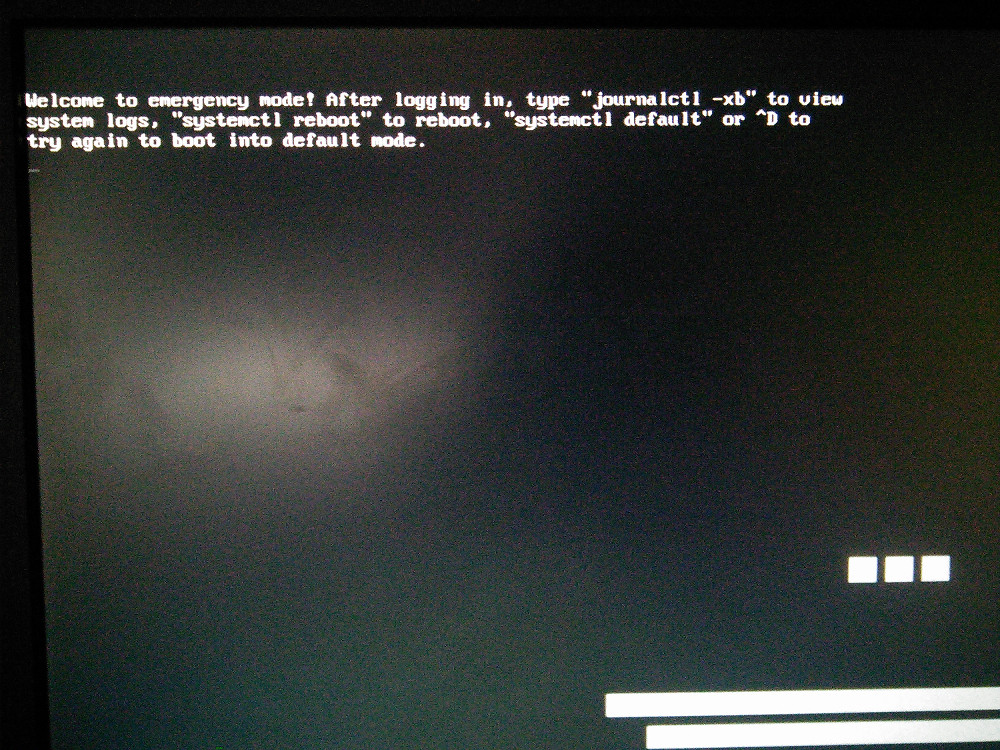 Welcome to emergency mode! After logging in, type "journalctl -xb" to view
system logs, "systemctl reboot" to reboot, "systemctl default" or ^D to
try again to boot into default mode.